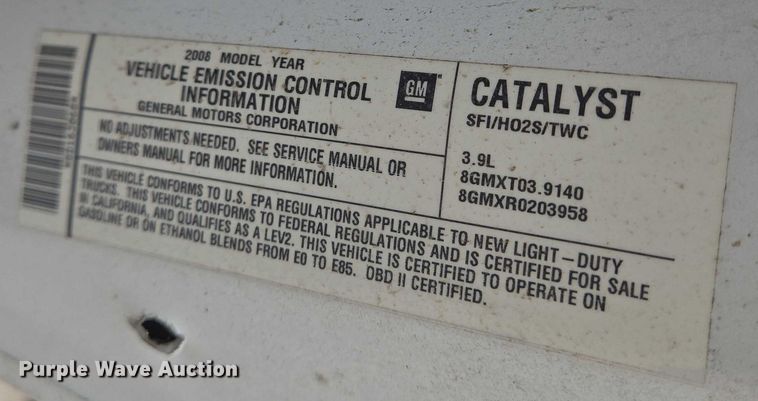 2008 MODEL YEAR
VEHICLE EMISSION CONTROL
INFORMATION
GENERAL MOTORS CORPORATION
GM
CATALYST
SFI/HO2S/TWC
3.9L
8GMXT03.9140
8GMXR0203958
NO ADJUSTMENTS NEEDED. SEE SERVICE MANUAL OR
OWNERS MANUAL FOR MORE INFORMATION.
THIS VEHICLE CONFORMS TO U.S. EPA REGULATIONS APPLICABLE TO NEW LIGHT-DUTY
TRUCKS. THIS VEHICLE CONFORMS TO FEDERAL REGULATIONS AND IS CERTIFIED FOR SALE
IN CALIFORNIA, AND QUALIFIES AS A LEV2. THIS VEHICLE IS CERTIFIED TO OPERATE ON
GASOLINE OR ON ETHANOL BLENDS FROM E0 TO E85. OBD II CERTIFIED.
Purple Wave Auction